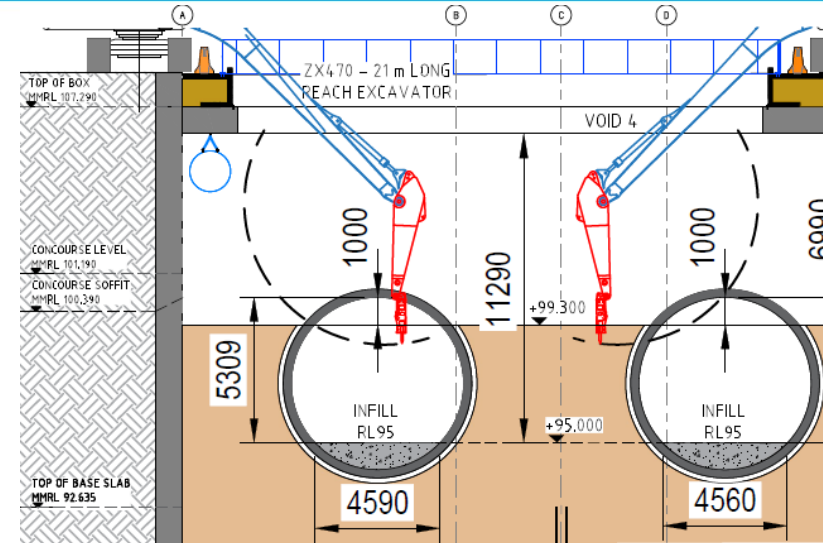 A
B
C
D
ZX470 - 21 m LONG
REACH EXCAVATOR
TOP OF BOX
MMRL 107.290
VOID 4
CONCOURSE LEVEL
MMRL 101.190
CONCOURSE SOFFIT
MMRL 100.390
1000
11290
1000
6990
+99.300
5309
INFILL
RL95
+95.000
INFILL
RL95
TOP OF BASE SLAB
MMRL 92.635
4590
4560